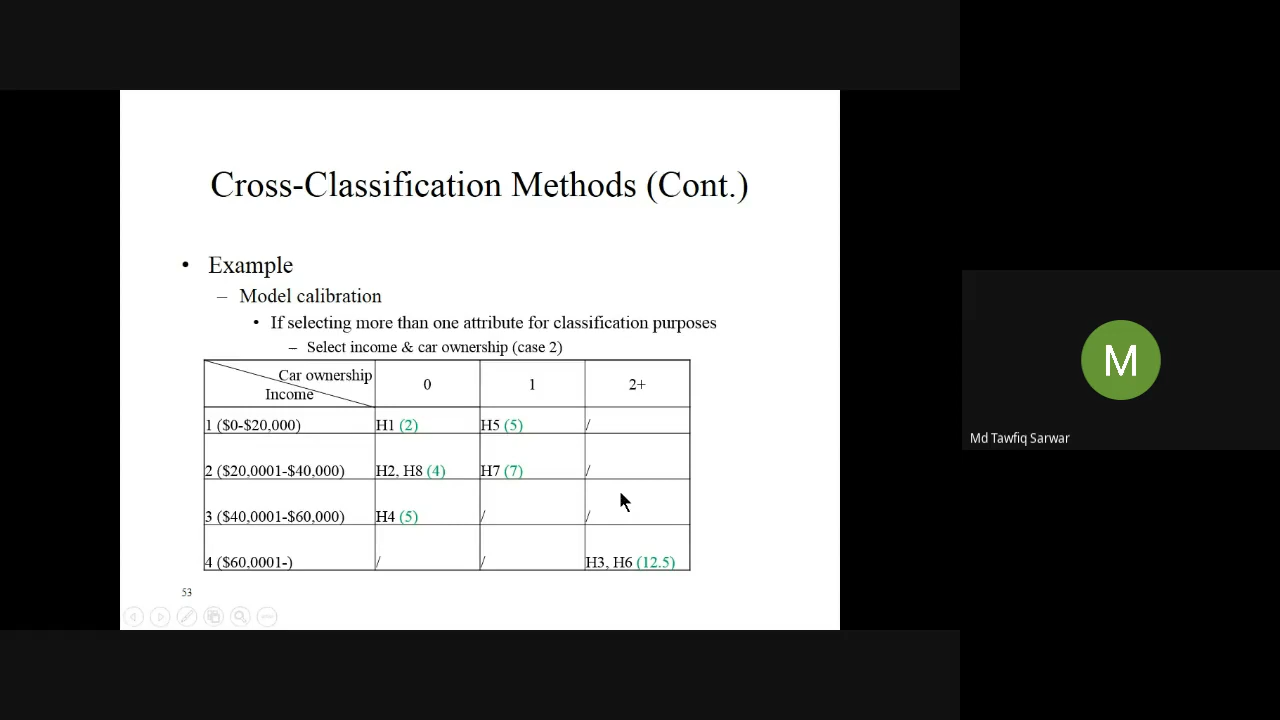 Cross-Classification Methods (Cont.)
• Example
– Model calibration
• If selecting more than one attribute for classification purposes
– Select income & car ownership (case 2)
Car ownership
Income
0
1
2+
1 ($0-$20,000) H1 (2) H5 (5) /
2 ($20,0001-$40,000) H2, H8 (4) H7 (7) /
3 ($40,0001-$60,000) H4 (5) / /
4 ($60,0001-) / / H3, H6 (12.5)
53
M
Md Tawfiq Sarwar